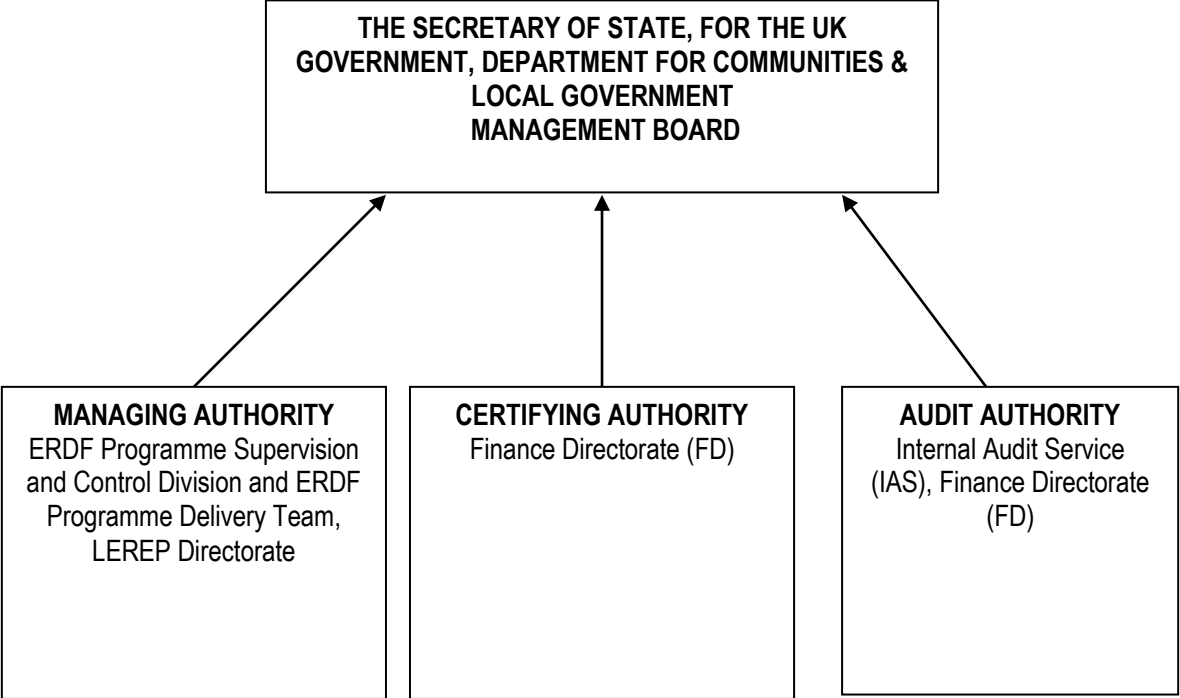 THE SECRETARY OF STATE, FOR THE UK
GOVERNMENT, DEPARTMENT FOR COMMUNITIES &
LOCAL GOVERNMENT
MANAGEMENT BOARD
MANAGING AUTHORITY
ERDF Programme Supervision
and Control Division and ERDF
Programme Delivery Team,
LEREP Directorate
CERTIFYING AUTHORITY
Finance Directorate (FD)
AUDIT AUTHORITY
Internal Audit Service
(IAS), Finance Directorate
(FD)